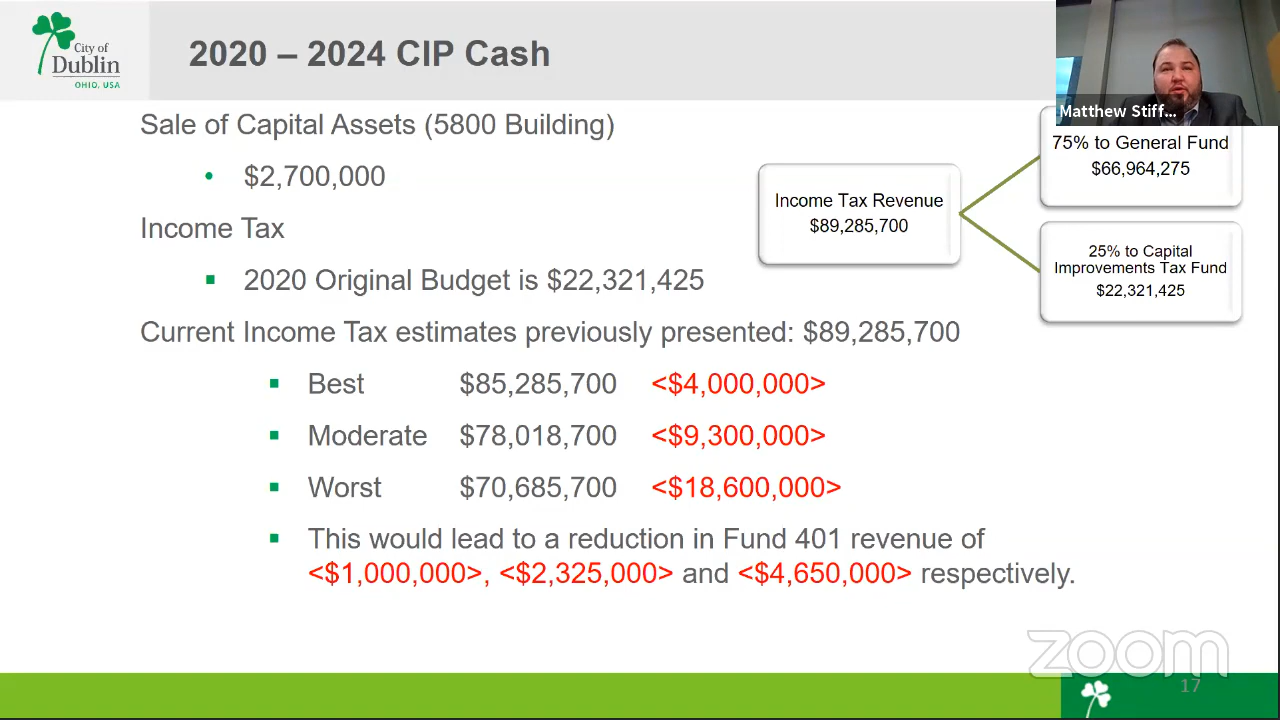 City of
Dublin
OHIO, USA
2020 – 2024 CIP Cash
Matthew Stiff...
Sale of Capital Assets (5800 Building)
• $2,700,000
Income Tax
▪ 2020 Original Budget is $22,321,425
Income Tax Revenue
$89,285,700
75% to General Fund
$66,964,275
25% to Capital
Improvements Tax Fund
$22,321,425
Current Income Tax estimates previously presented: $89,285,700
▪ Best $85,285,700 <$4,000,000>
▪ Moderate $78,018,700 <$9,300,000>
▪ Worst $70,685,700 <$18,600,000>
▪ This would lead to a reduction in Fund 401 revenue of
<$1,000,000>, <$2,325,000> and <$4,650,000> respectively.
zoom
17